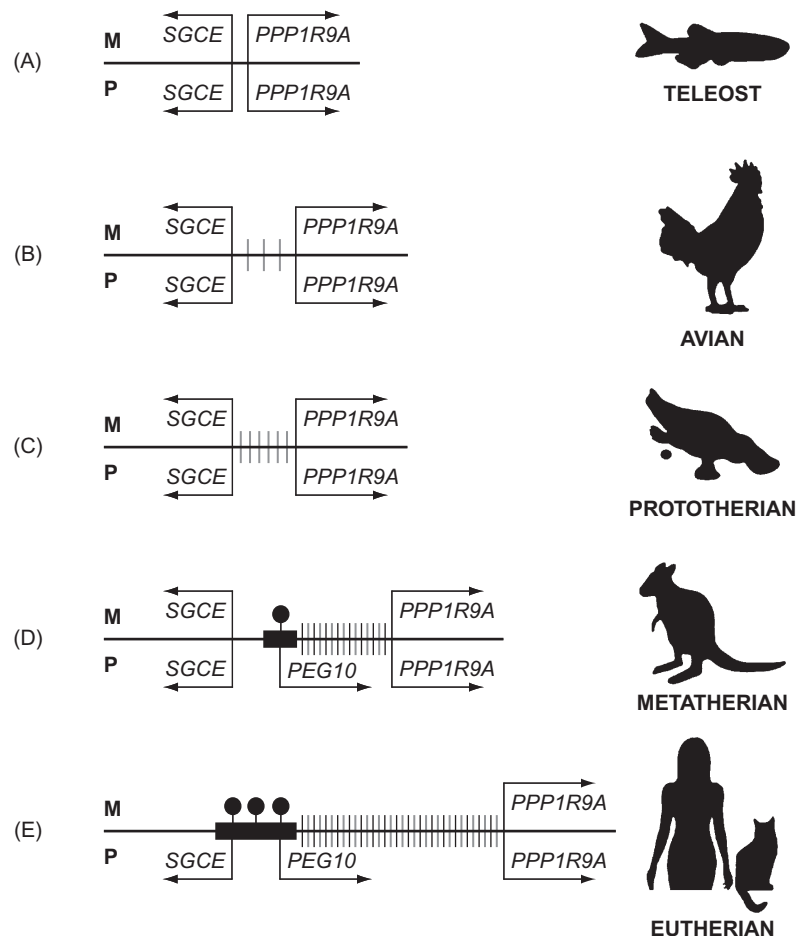 M SGCE PPP1R9A
(A)
P SGCE PPP1R9A
TELEOST
M SGCE PPP1R9A
(B)
P SGCE PPP1R9A
AVIAN
M SGCE PPP1R9A
(C)
P SGCE PPP1R9A
PROTOTHERIAN
M SGCE PPP1R9A
(D)
P SGCE PEG10 PPP1R9A
METATHERIAN
M PPP1R9A
(E)
P SGCE PEG10 PPP1R9A
EUTHERIAN